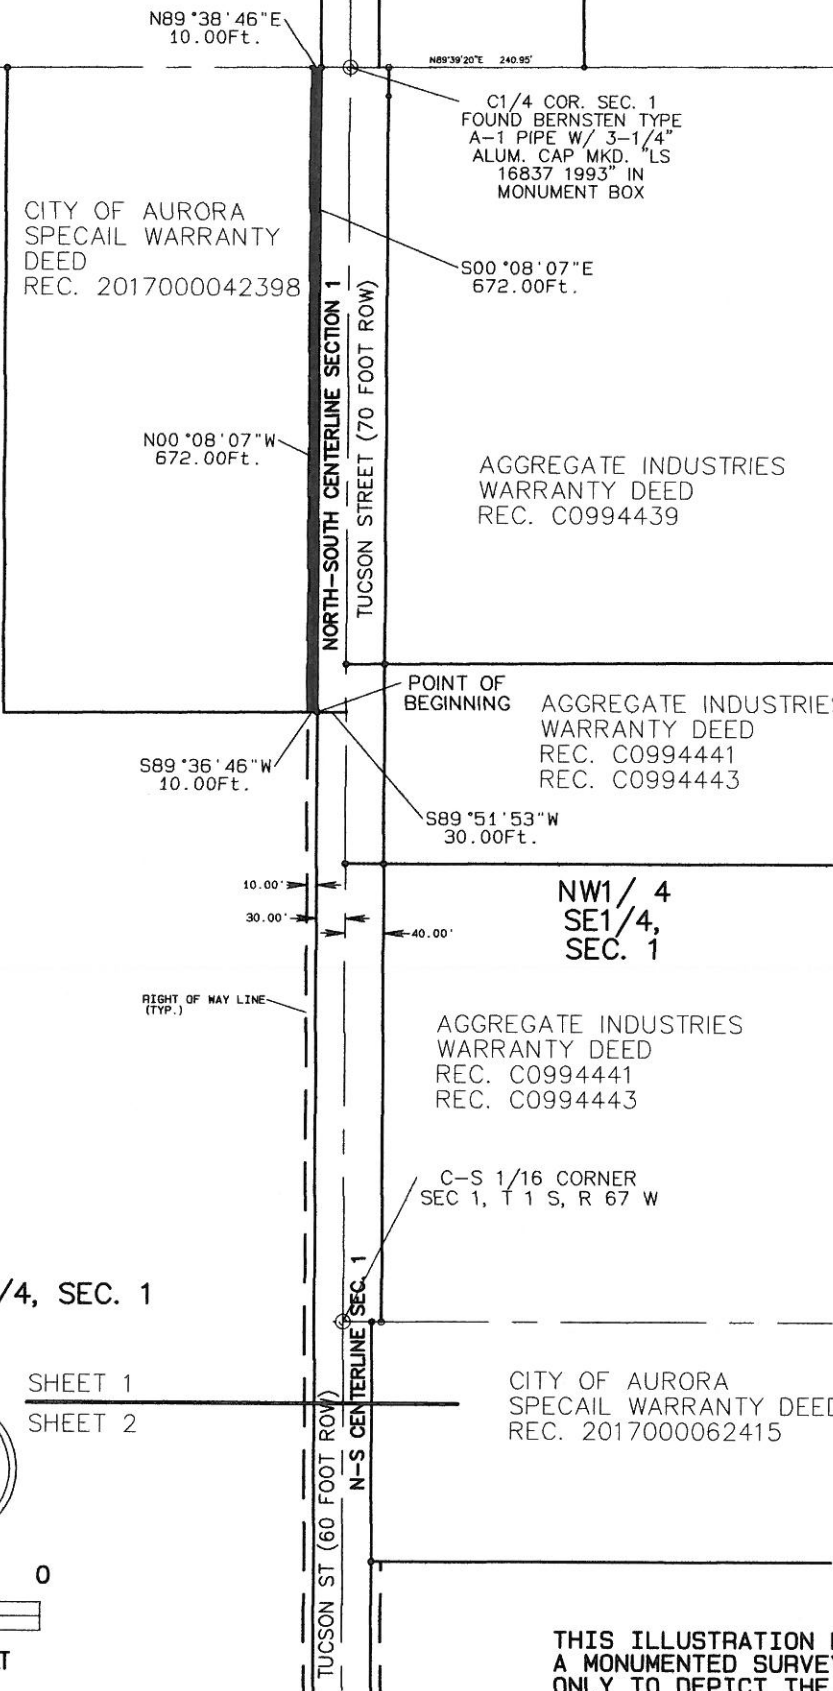 N89°38'46"E
10.00Ft.
N89°39'20"E 240.95'
C1/4 COR. SEC. 1
FOUND BERNSTEN TYPE
A-1 PIPE W/ 3-1/4"
ALUM. CAP MKD. "LS
16837 1993" IN
MONUMENT BOX
CITY OF AURORA
SPECAIL WARRANTY
DEED
REC. 2017000042398
S00°08'07"E
672.00Ft.
NORTH-SOUTH CENTERLINE SECTION 1
TUCSON STREET (70 FOOT ROW)
N00°08'07"W
672.00Ft.
AGGREGATE INDUSTRIES
WARRANTY DEED
REC. C0994439
POINT OF
BEGINNING
AGGREGATE INDUSTRIES
WARRANTY DEED
REC. C0994441
REC. C0994443
S89°36'46"W
10.00Ft.
S89°51'53"W
30.00Ft.
10.00'
30.00'
40.00'
NW1/4
SE1/4,
SEC. 1
RIGHT OF WAY LINE
(TYP.)
AGGREGATE INDUSTRIES
WARRANTY DEED
REC. C0994441
REC. C0994443
C-S 1/16 CORNER
SEC 1, T 1 S, R 67 W
/4, SEC. 1
N-S CENTERLINE SEC. 1
SHEET 1
SHEET 2
TUCSON ST (60 FOOT ROW)
CITY OF AURORA
SPECAIL WARRANTY DEED
REC. 2017000062415
0
THIS ILLUSTRATION
A MONUMENTED SURVEY
ONLY TO DEPICT THE